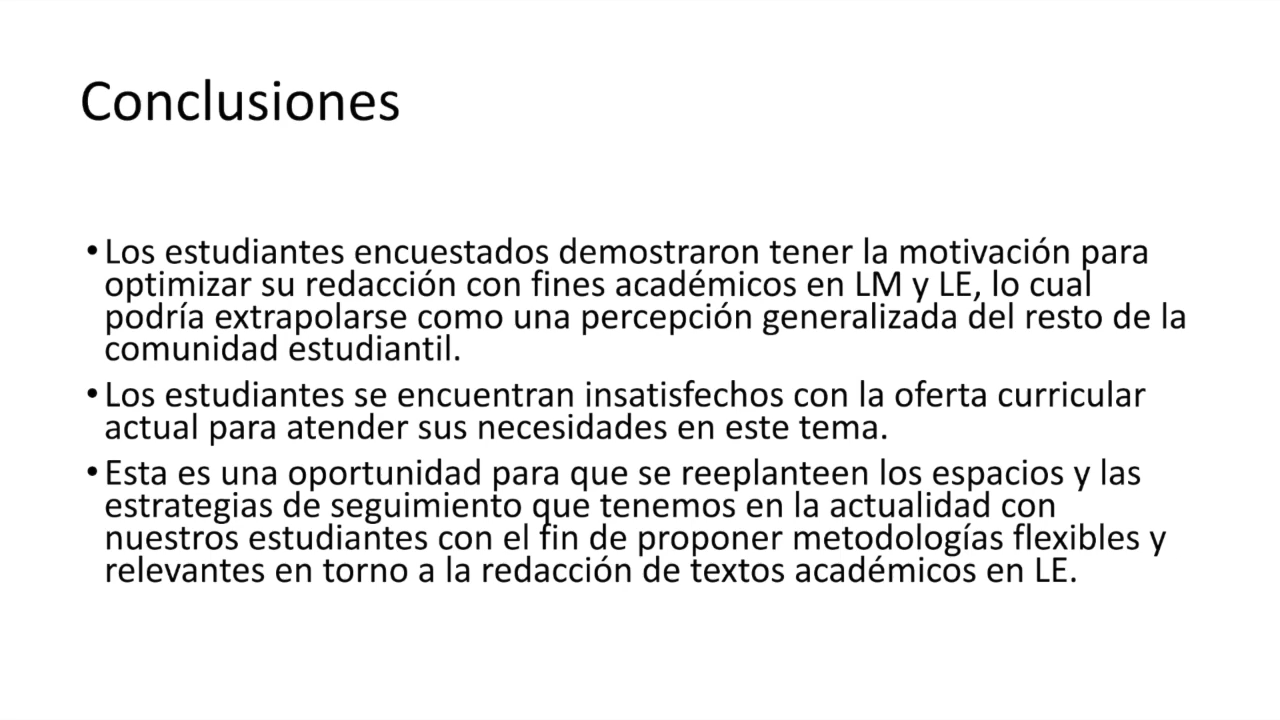 Conclusiones
•Los estudiantes encuestados demostraron tener la motivación para
optimizar su redacción con fines académicos en LM y LE, lo cual
podría extrapolarse como una percepción generalizada del resto de la
comunidad estudiantil.
•Los estudiantes se encuentran insatisfechos con la oferta curricular
actual para atender sus necesidades en este tema.
•Esta es una oportunidad para que se reeplanteen los espacios y las
estrategias de seguimiento que tenemos en la actualidad con
nuestros estudiantes con el fin de proponer metodologías flexibles y
relevantes en torno a la redacción de textos académicos en LE.